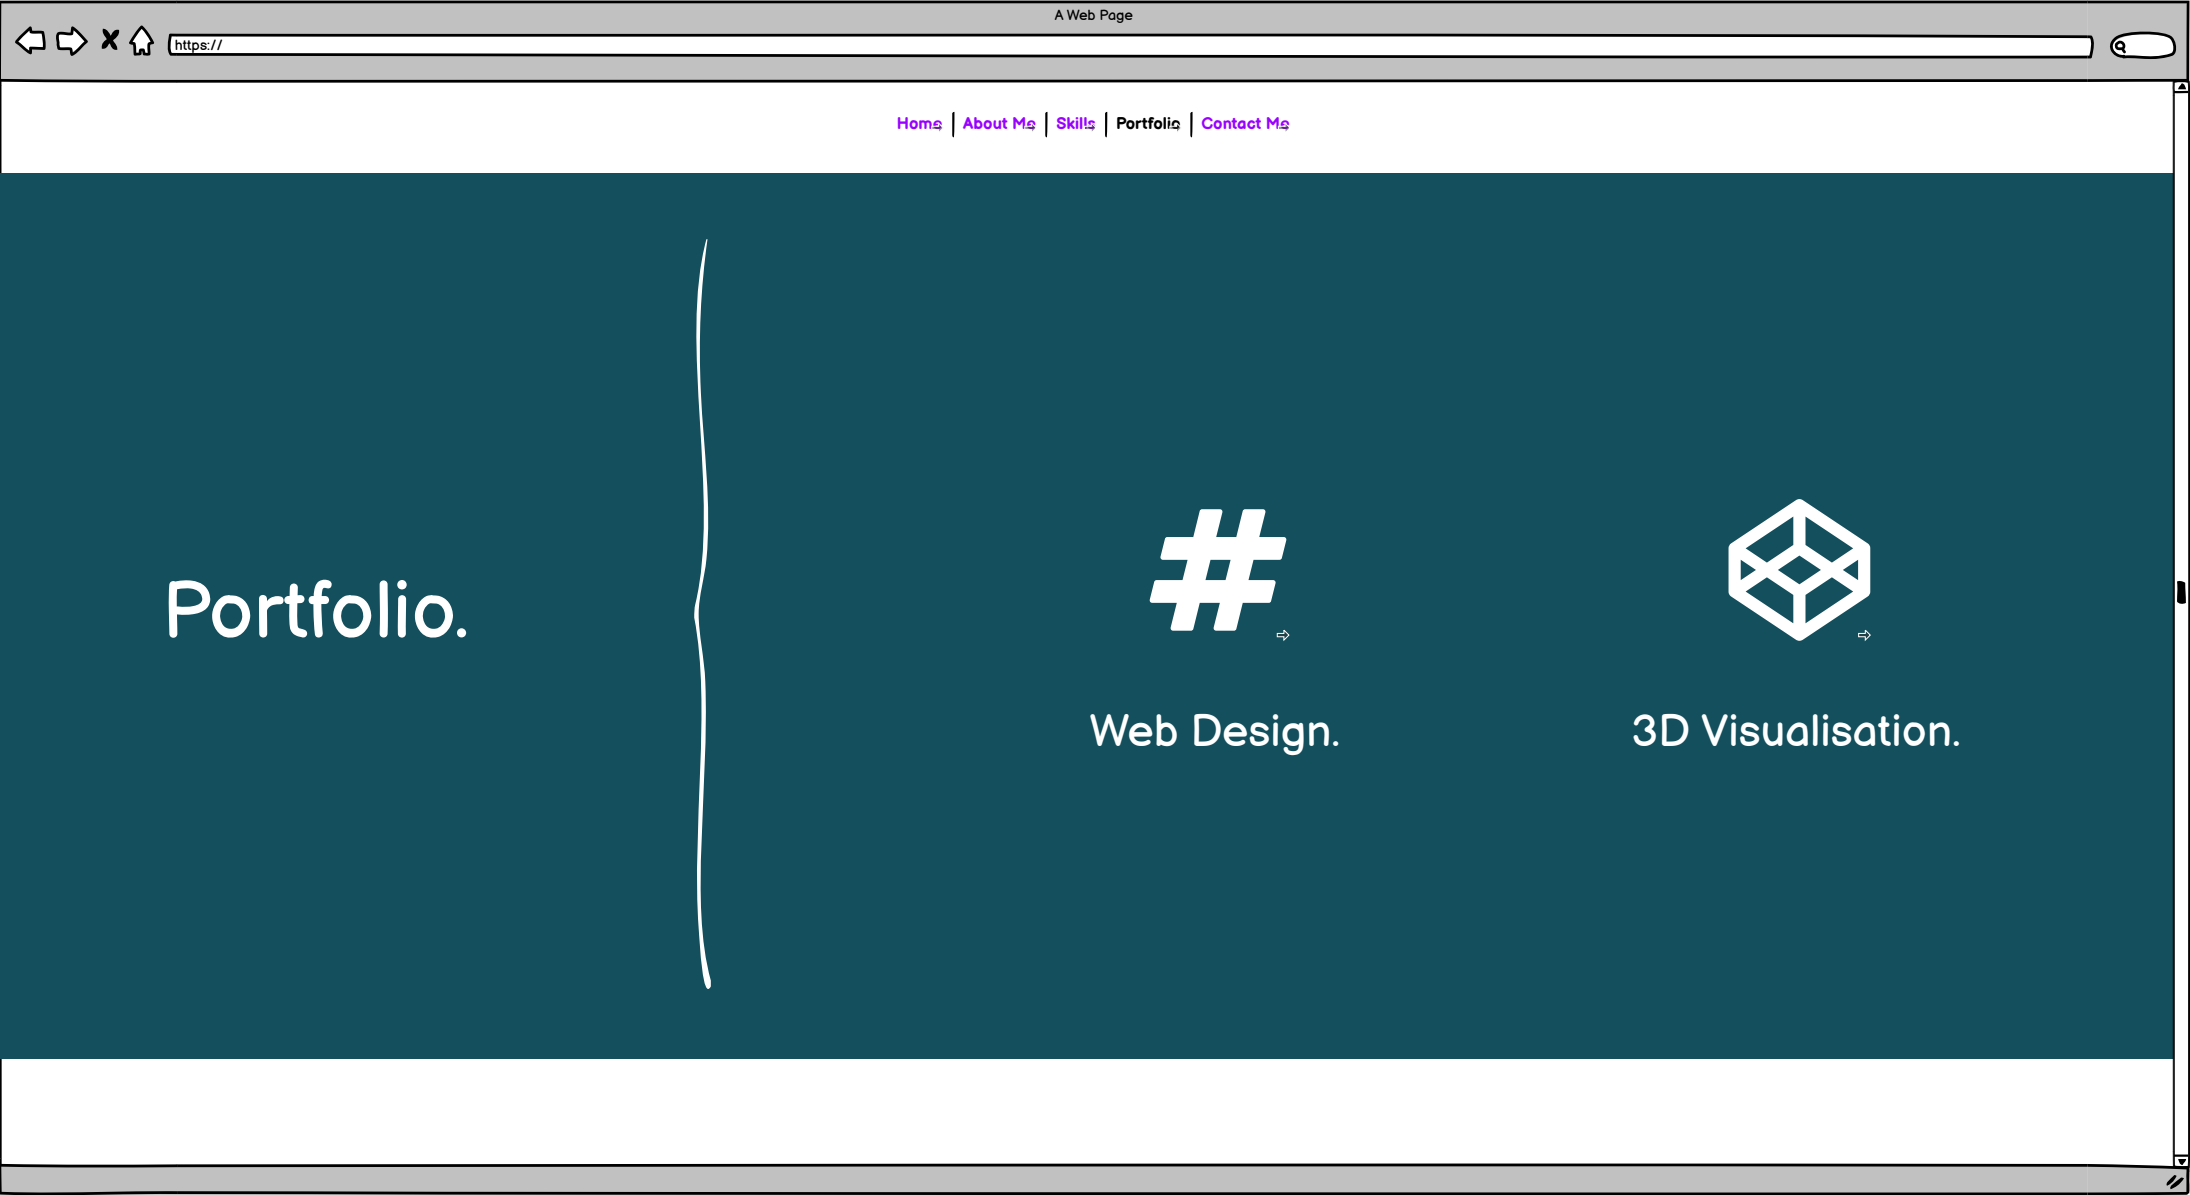 A Web Page
https://
Home | About Me | Skills | Portfolio | Contact Me
Portfolio.
#
Web Design.
3D Visualisation.